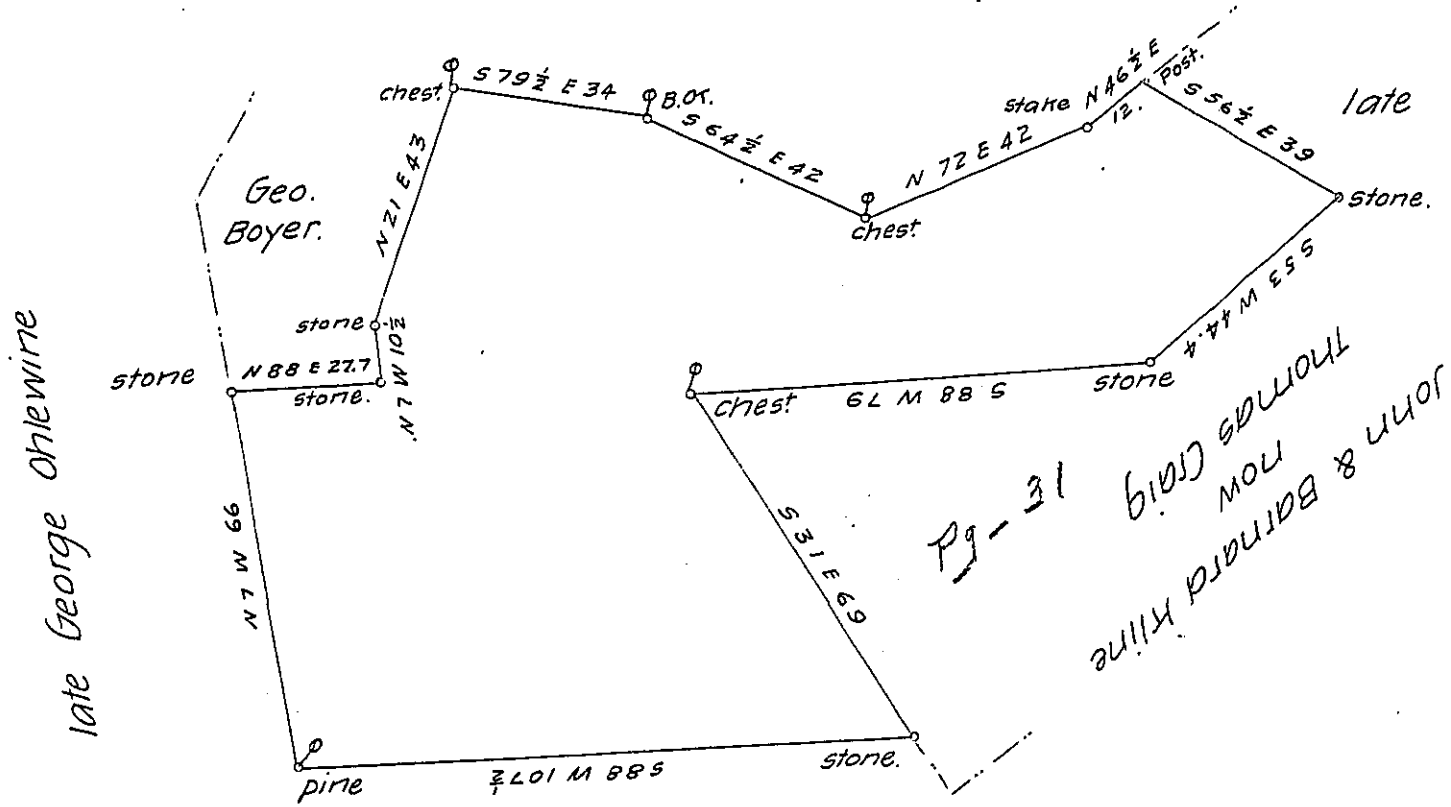 chest.
S 79½ E 34
B.O.
S 64½ E 42
chest.
N 72 E 42
stake
N 46½ E
12.
Post.
S 56½ E 39
late
stone.
S 53 W 44.4
stone
S 88 W 79
chest
S 31 E 69
stone.
S 88 W 107½
pine
N 7 W 66
stone
N 88 E 27.7
stone.
N 7 W 10½
stone
N 21 E 43
Geo.
Boyer.
late George Ohlewine
Pg - 31
John & Barnard Kline
now
Thomas Craig